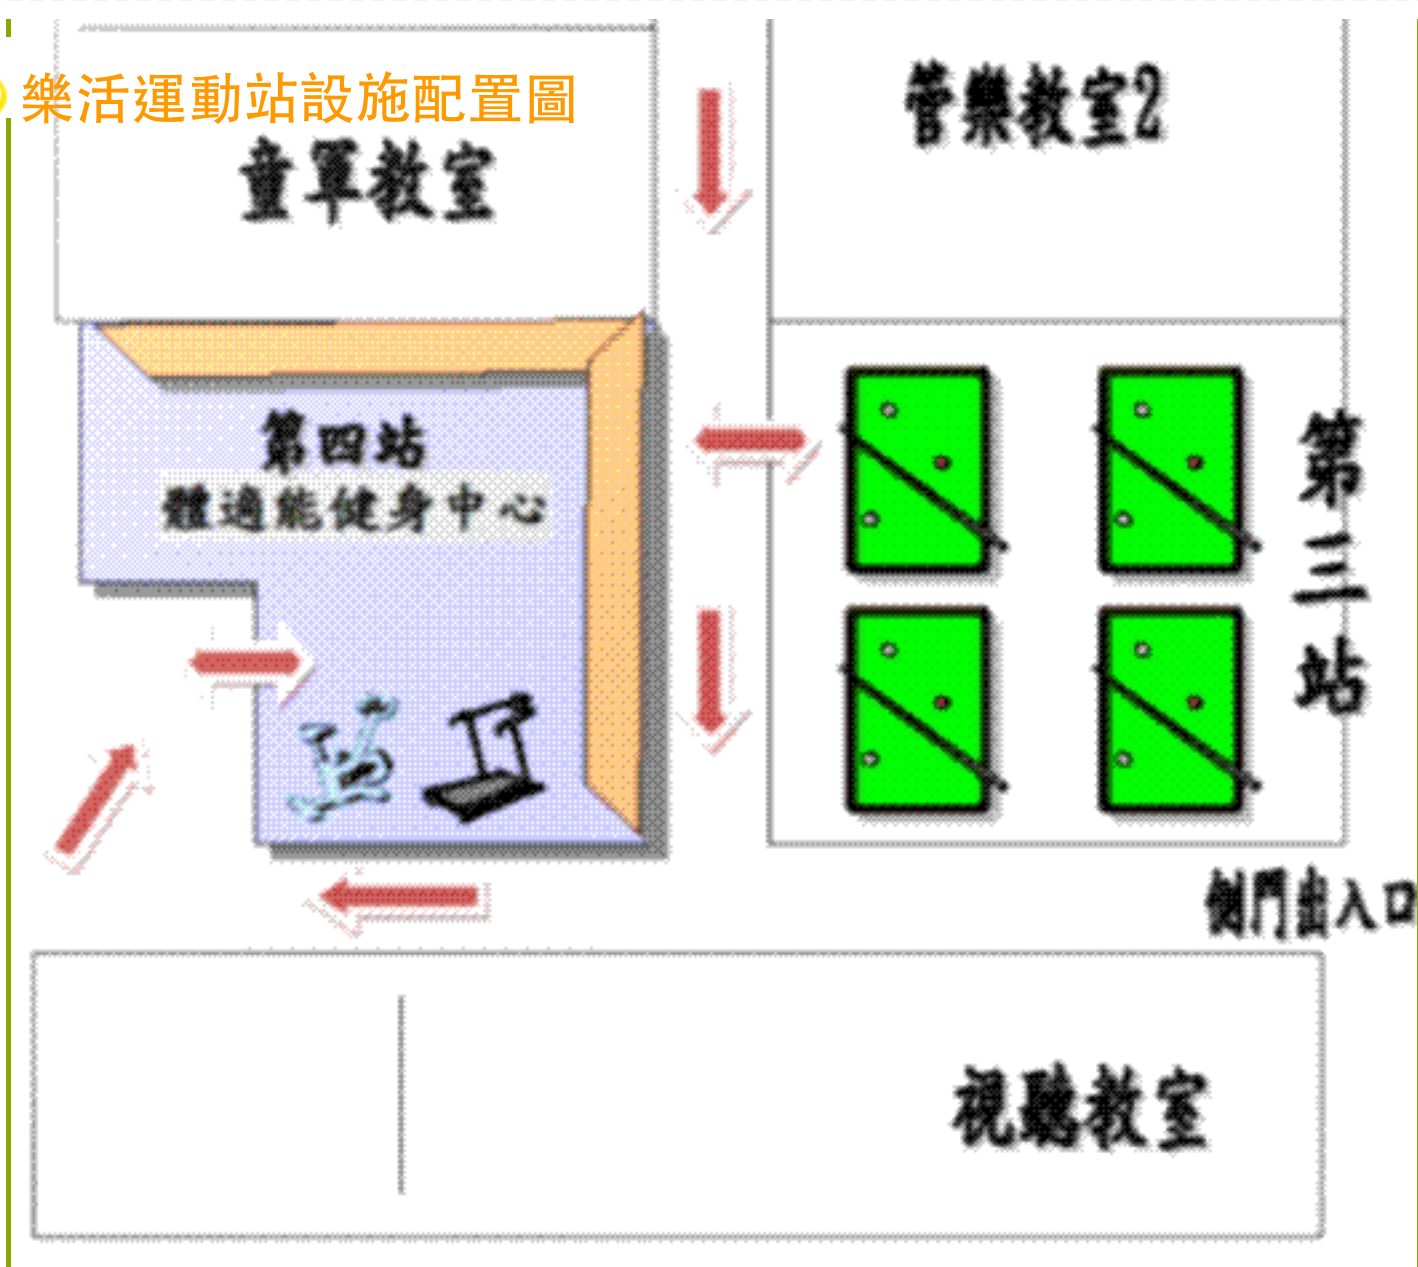 樂活運動站設施配置圖
管樂教室2
童軍教室
第四站
體適能健身中心
第三站
側門出入口
視聽教室